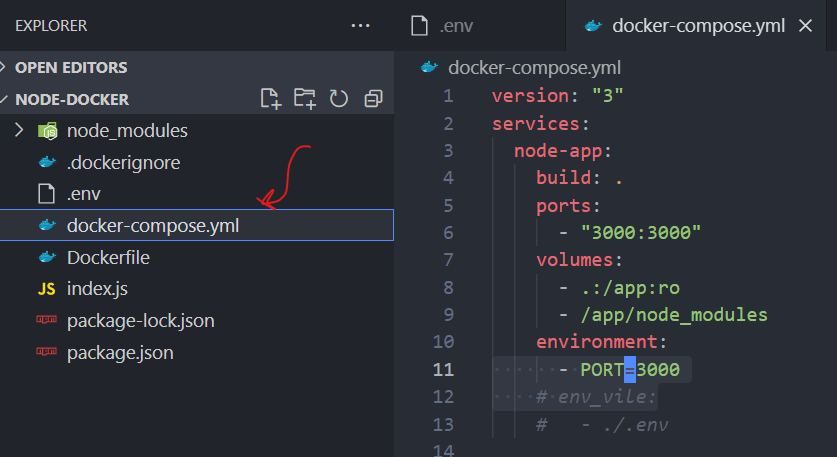 EXPLORER
...
.env
docker-compose.yml
OPEN EDITORS
NODE-DOCKER
node_modules
.dockerignore
.env
docker-compose.yml
Dockerfile
JS index.js
package-lock.json
package.json
docker-compose.yml
1 version: "3"
2 services:
3 node-app:
4 build: .
5 ports:
6 - "3000:3000"
7 volumes:
8 - .:/app:ro
9 - /app/node_modules
10 environment:
11 - PORT=3000
12 # env_vile:
13 # - ./.env
14